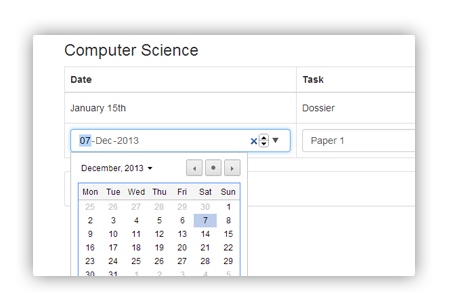 Computer Science
Date Task
January 15th Dossier
07-Dec-2013 Paper 1
December, 2013
Mon Tue Wed Thu Fri Sat Sun
25 26 27 28 29 30 1
2 3 4 5 6 7 8
9 10 11 12 13 14 15
16 17 18 19 20 21 22
23 24 25 26 27 28 29
30 31 1 2 3 4 5